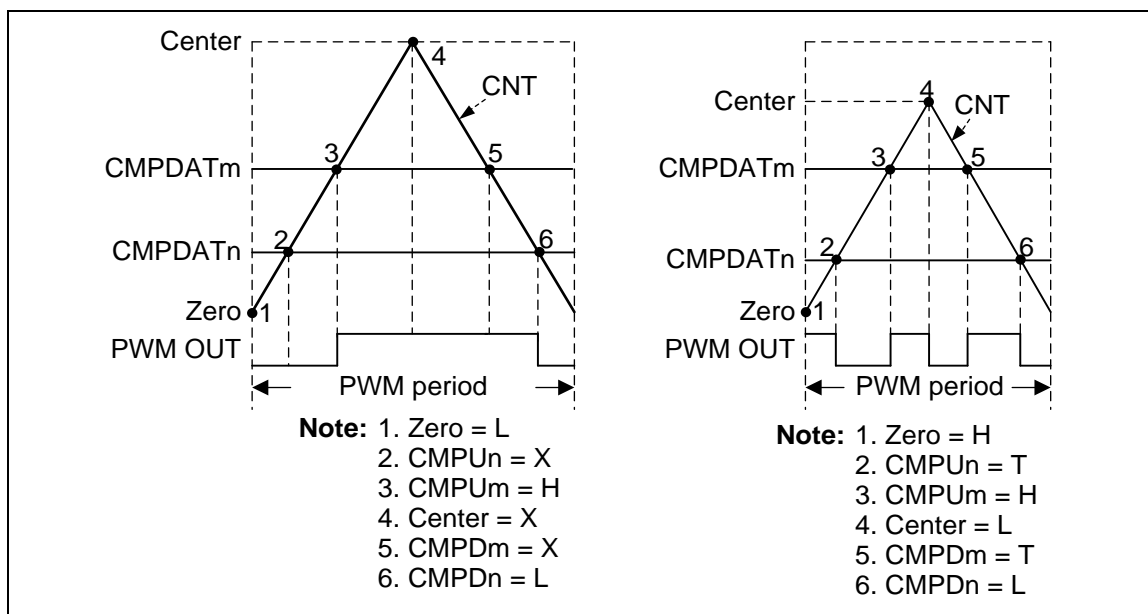 Center
4
CNT
3
5
CMPDATm
2
6
CMPDATn
Zero
1
PWM OUT
PWM period
Note: 1. Zero = L
2. CMPUn = X
3. CMPUm = H
4. Center = X
5. CMPDm = X
6. CMPDn = L
4
Center
CNT
3
5
CMPDATm
2
6
CMPDATn
Zero
1
PWM OUT
PWM period
Note: 1. Zero = H
2. CMPUn = T
3. CMPUm = H
4. Center = L
5. CMPDm = T
6. CMPDn = L